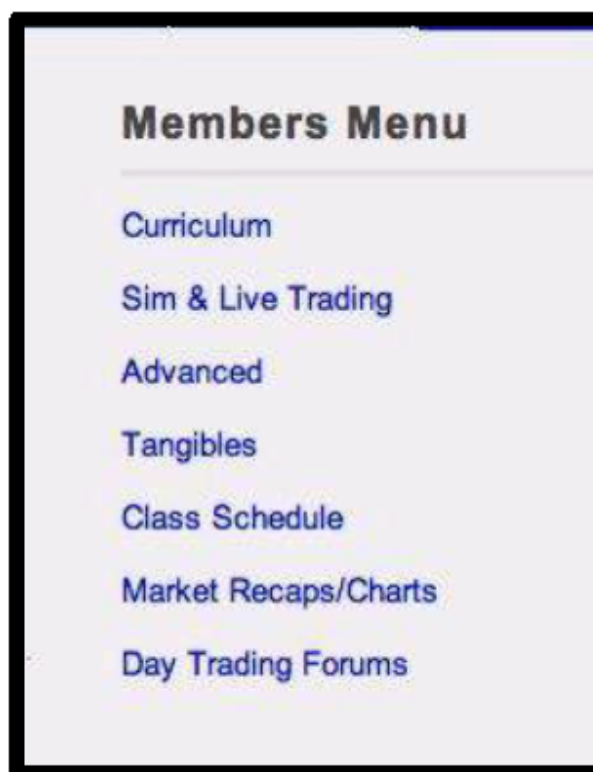 Members Menu
Curriculum
Sim & Live Trading
Advanced
Tangibles
Class Schedule
Market Recaps/Charts
Day Trading Forums